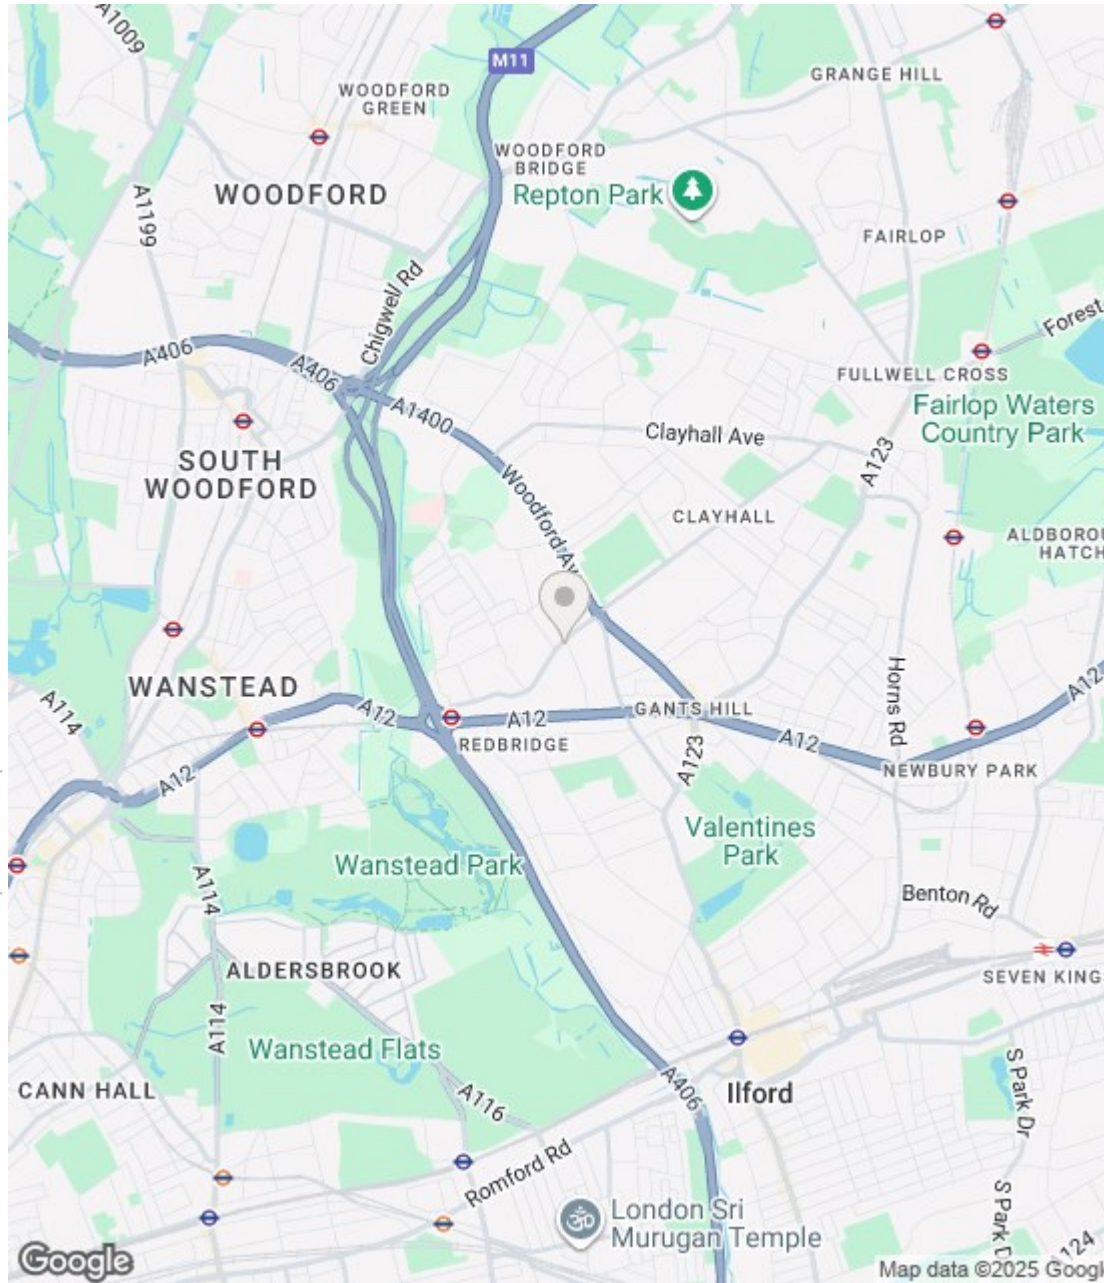 A1009
M11
GRANGE HILL
WOODFORD
GREEN
WOODFORD
BRIDGE
WOODFORD
Repton Park
A1199
FAIRLOP
Chigwell Rd
Forest
A406
A406
FULLWELL CROSS
A1400
Fairlop Waters
Country Park
Clayhall Ave
A123
SOUTH
WOODFORD
Woodford Av
CLAYHALL
ALDBOROU
HATCH
WANSTEAD
Horns Rd
A12
A114
A12
A12
GANTS HILL
REDBRIDGE
A12
A123
NEWBURY PARK
A12
Valentines
Park
Wanstead Park
A114
Benton Rd
ALDERSBROOK
SEVEN KING
A114
Wanstead Flats
CANN HALL
A116
A406
Ilford
S Park Dr
Romford Rd
London Sri
Murugan Temple
S Park D
A124
Google
Map data ©2025 Googl